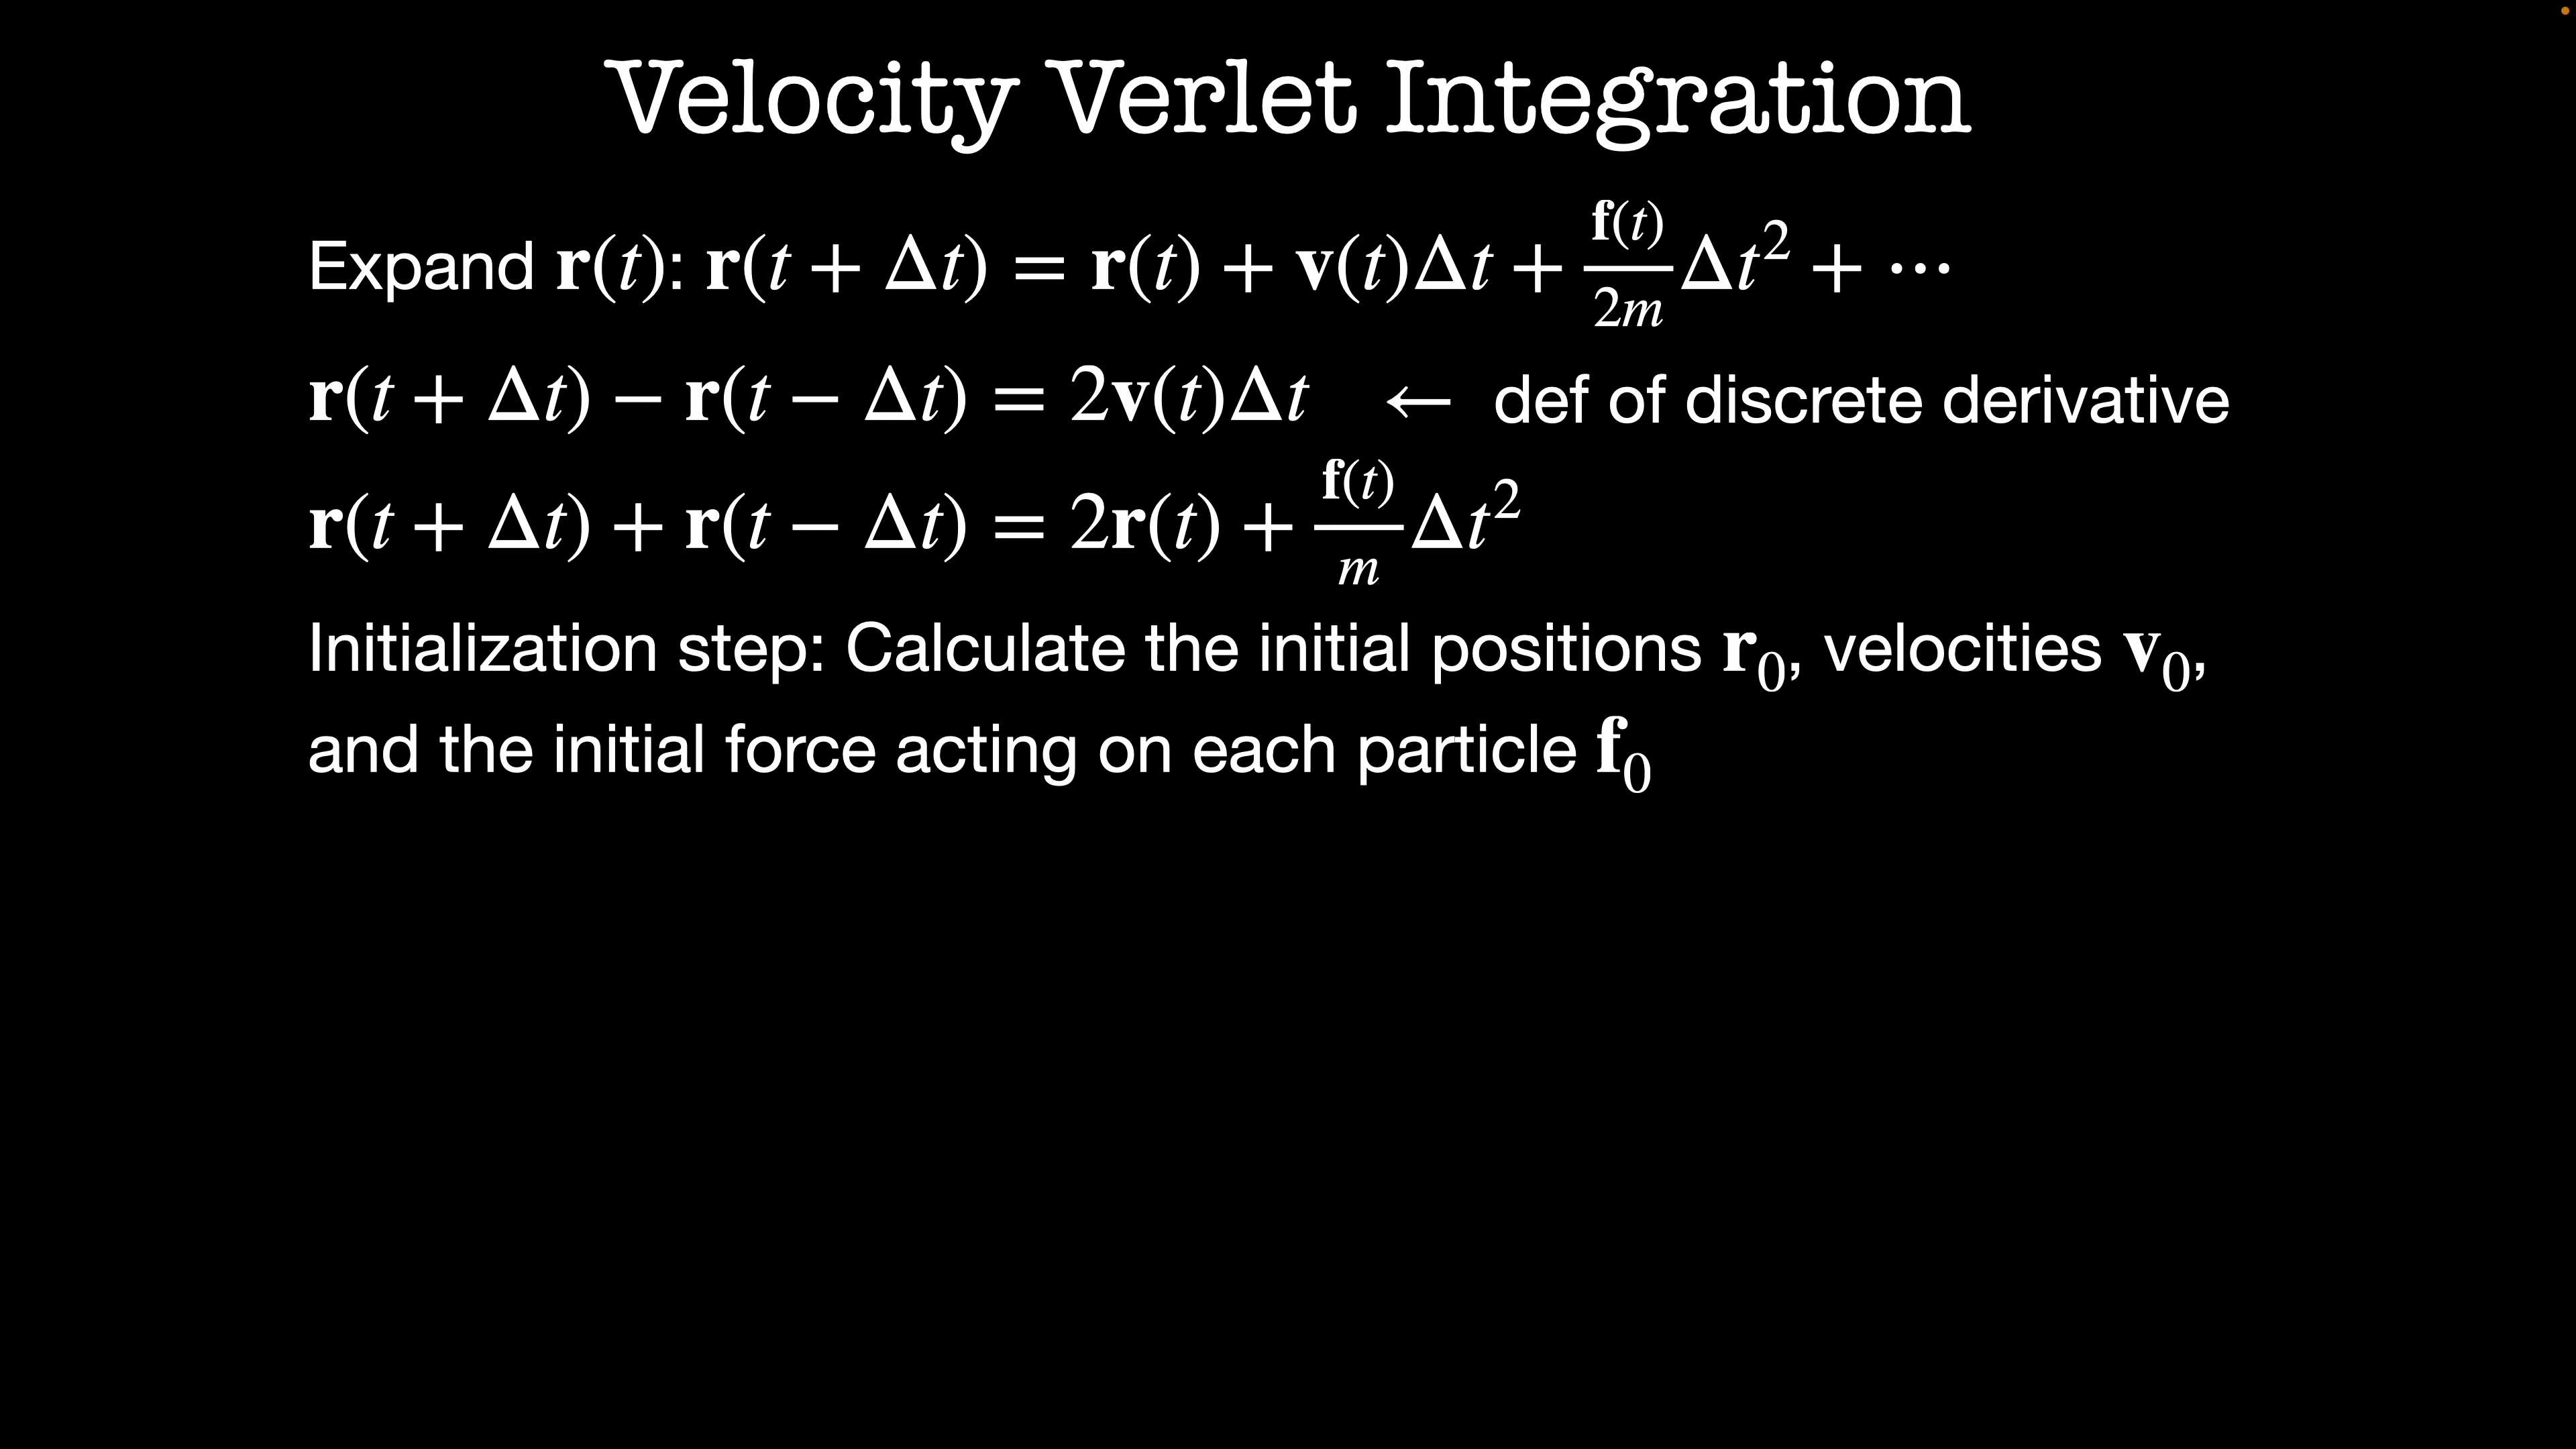 Velocity Verlet Integration
Expand 𝐫(t): 𝐫(t + Δt) = 𝐫(t) + 𝐯(t)Δt + 𝐟(t)/2m Δt² + ⋯
𝐫(t + Δt) − 𝐫(t − Δt) = 2𝐯(t)Δt ← def of discrete derivative
𝐫(t + Δt) + 𝐫(t − Δt) = 2𝐫(t) + 𝐟(t)/m Δt²
Initialization step: Calculate the initial positions 𝐫₀, velocities 𝐯₀,
and the initial force acting on each particle 𝐟₀